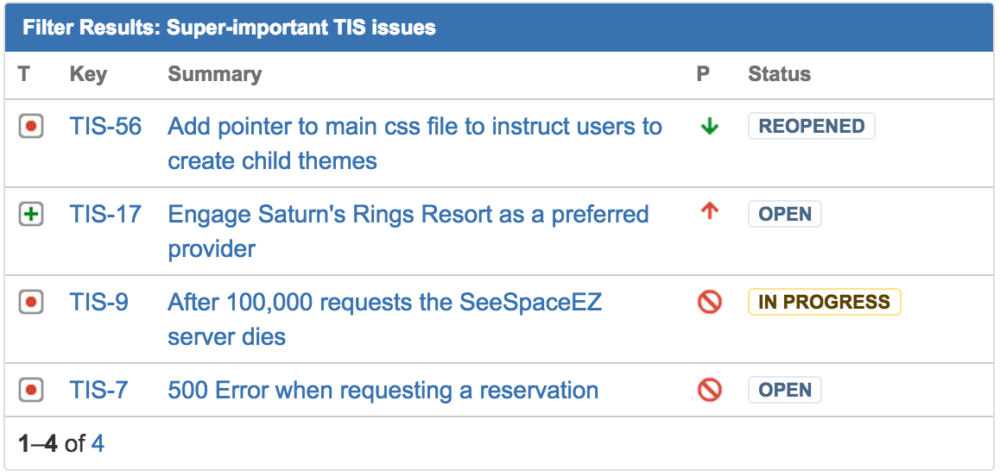 Filter Results: Super-important TIS issues
T Key Summary P Status
TIS-56 Add pointer to main css file to instruct users to REOPENED
create child themes
TIS-17 Engage Saturn's Rings Resort as a preferred OPEN
provider
TIS-9 After 100,000 requests the SeeSpaceEZ IN PROGRESS
server dies
TIS-7 500 Error when requesting a reservation OPEN
1–4 of 4